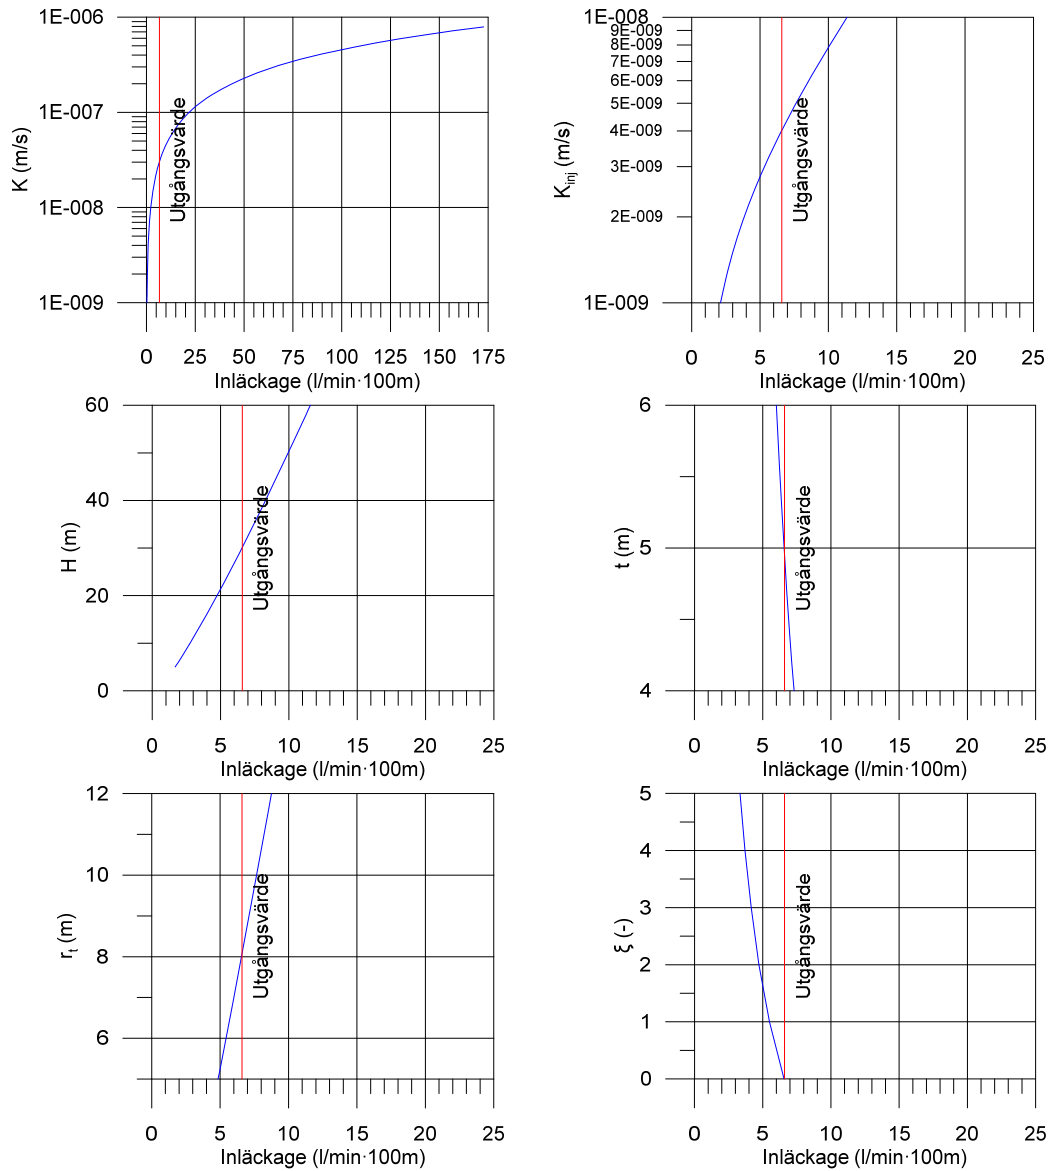 1E-006
1E-007
1E-008
1E-009
K (m/s)
Utgångsvärde
0 25 50 75 100 125 150 175
Inläckage (l/min·100m)
1E-008
9E-009
8E-009
7E-009
6E-009
5E-009
4E-009
3E-009
2E-009
1E-009
Kinj (m/s)
Utgångsvärde
0 5 10 15 20 25
Inläckage (l/min·100m)
60
40
20
0
H (m)
Utgångsvärde
0 5 10 15 20 25
Inläckage (l/min·100m)
6
5
4
t (m)
Utgångsvärde
0 5 10 15 20 25
Inläckage (l/min·100m)
12
10
8
6
rt (m)
Utgångsvärde
0 5 10 15 20 25
Inläckage (l/min·100m)
5
4
3
2
1
0
ξ (-)
Utgångsvärde
0 5 10 15 20 25
Inläckage (l/min·100m)